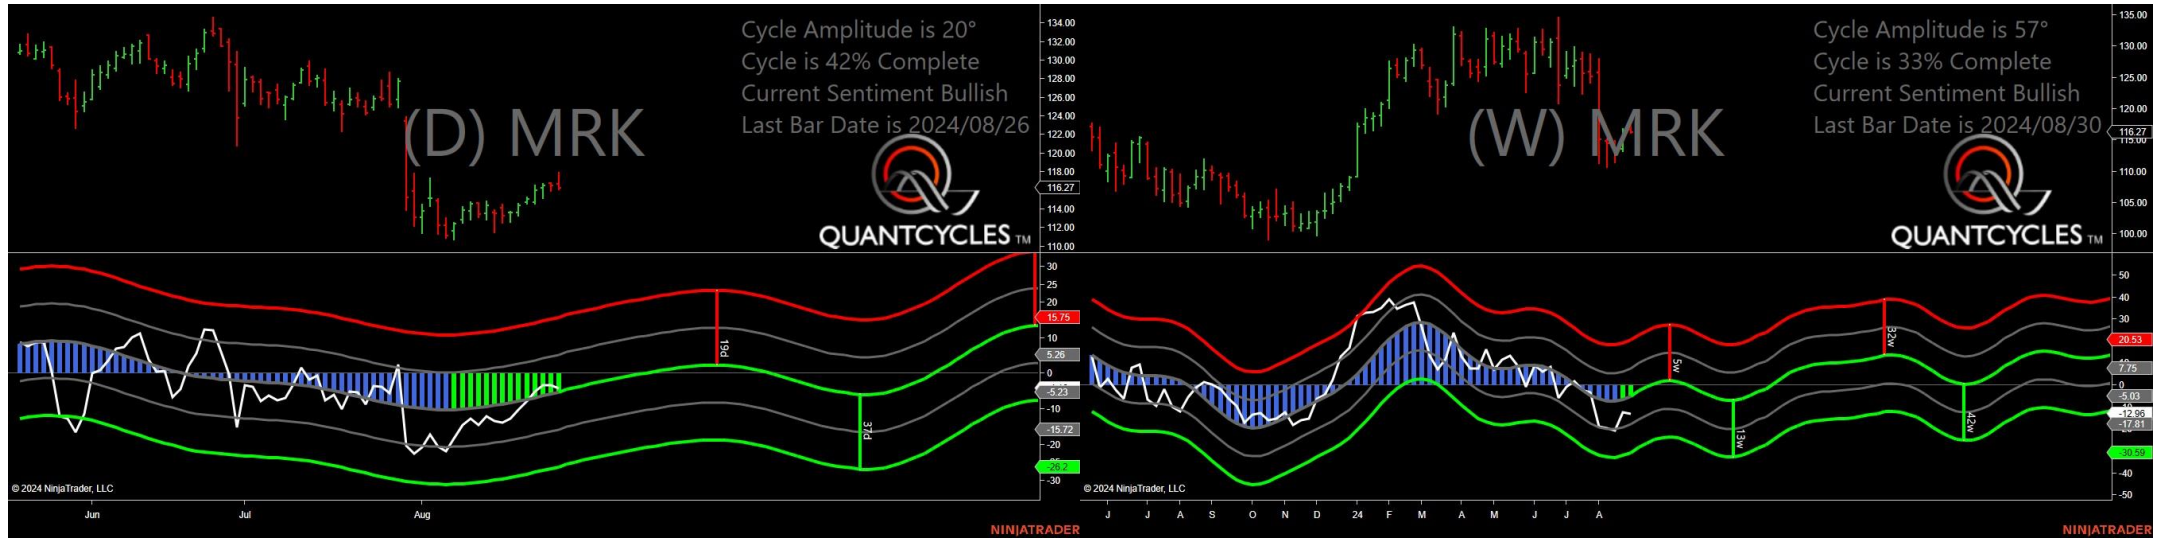 Cycle Amplitude is 20°
Cycle is 42% Complete
Current Sentiment Bullish
Last Bar Date is 2024/08/26
(D) MRK
QUANTCYCLES TM
134.00
132.00
130.00
128.00
126.00
124.00
122.00
120.00
118.00
116.27
114.00
112.00
110.00
30
25
20
15.75
10
5.26
0
-5.23
-10
-15.72
-20
-26.2
-30
19d
37d
© 2024 NinjaTrader, LLC
Jun
Jul
Aug
NINJATRADER
Cycle Amplitude is 57°
Cycle is 33% Complete
Current Sentiment Bullish
Last Bar Date is 2024/08/30
(W) MRK
QUANTCYCLES TM
135.00
130.00
125.00
120.00
116.27
115.00
110.00
105.00
100.00
50
40
30
20.53
7.75
0
-5.03
-12.96
-17.81
-30.59
-40
-50
5w
13w
32w
42w
© 2024 NinjaTrader, LLC
J
J
A
S
O
N
D
24
F
M
A
M
J
J
A
NINJATRADER